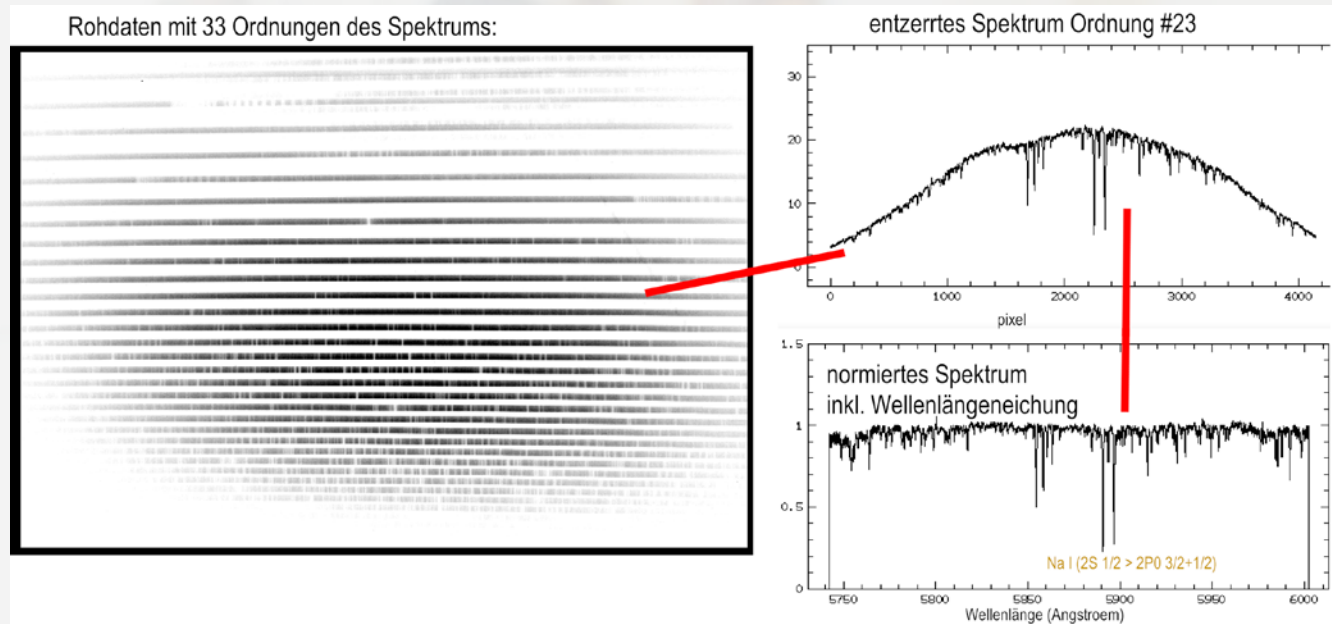 Rohdaten mit 33 Ordnungen des Spektrums:
entzerrtes Spektrum Ordnung #23
30
20
10
0
0 1000 2000 3000 4000
pixel
1.5
normiertes Spektrum
inkl. Wellenlängeneichung
1
0.5
Na I (2S 1/2 > 2P0 3/2+1/2)
0
5750 5800 5850 5900 5950 6000
Wellenlänge (Angstroem)